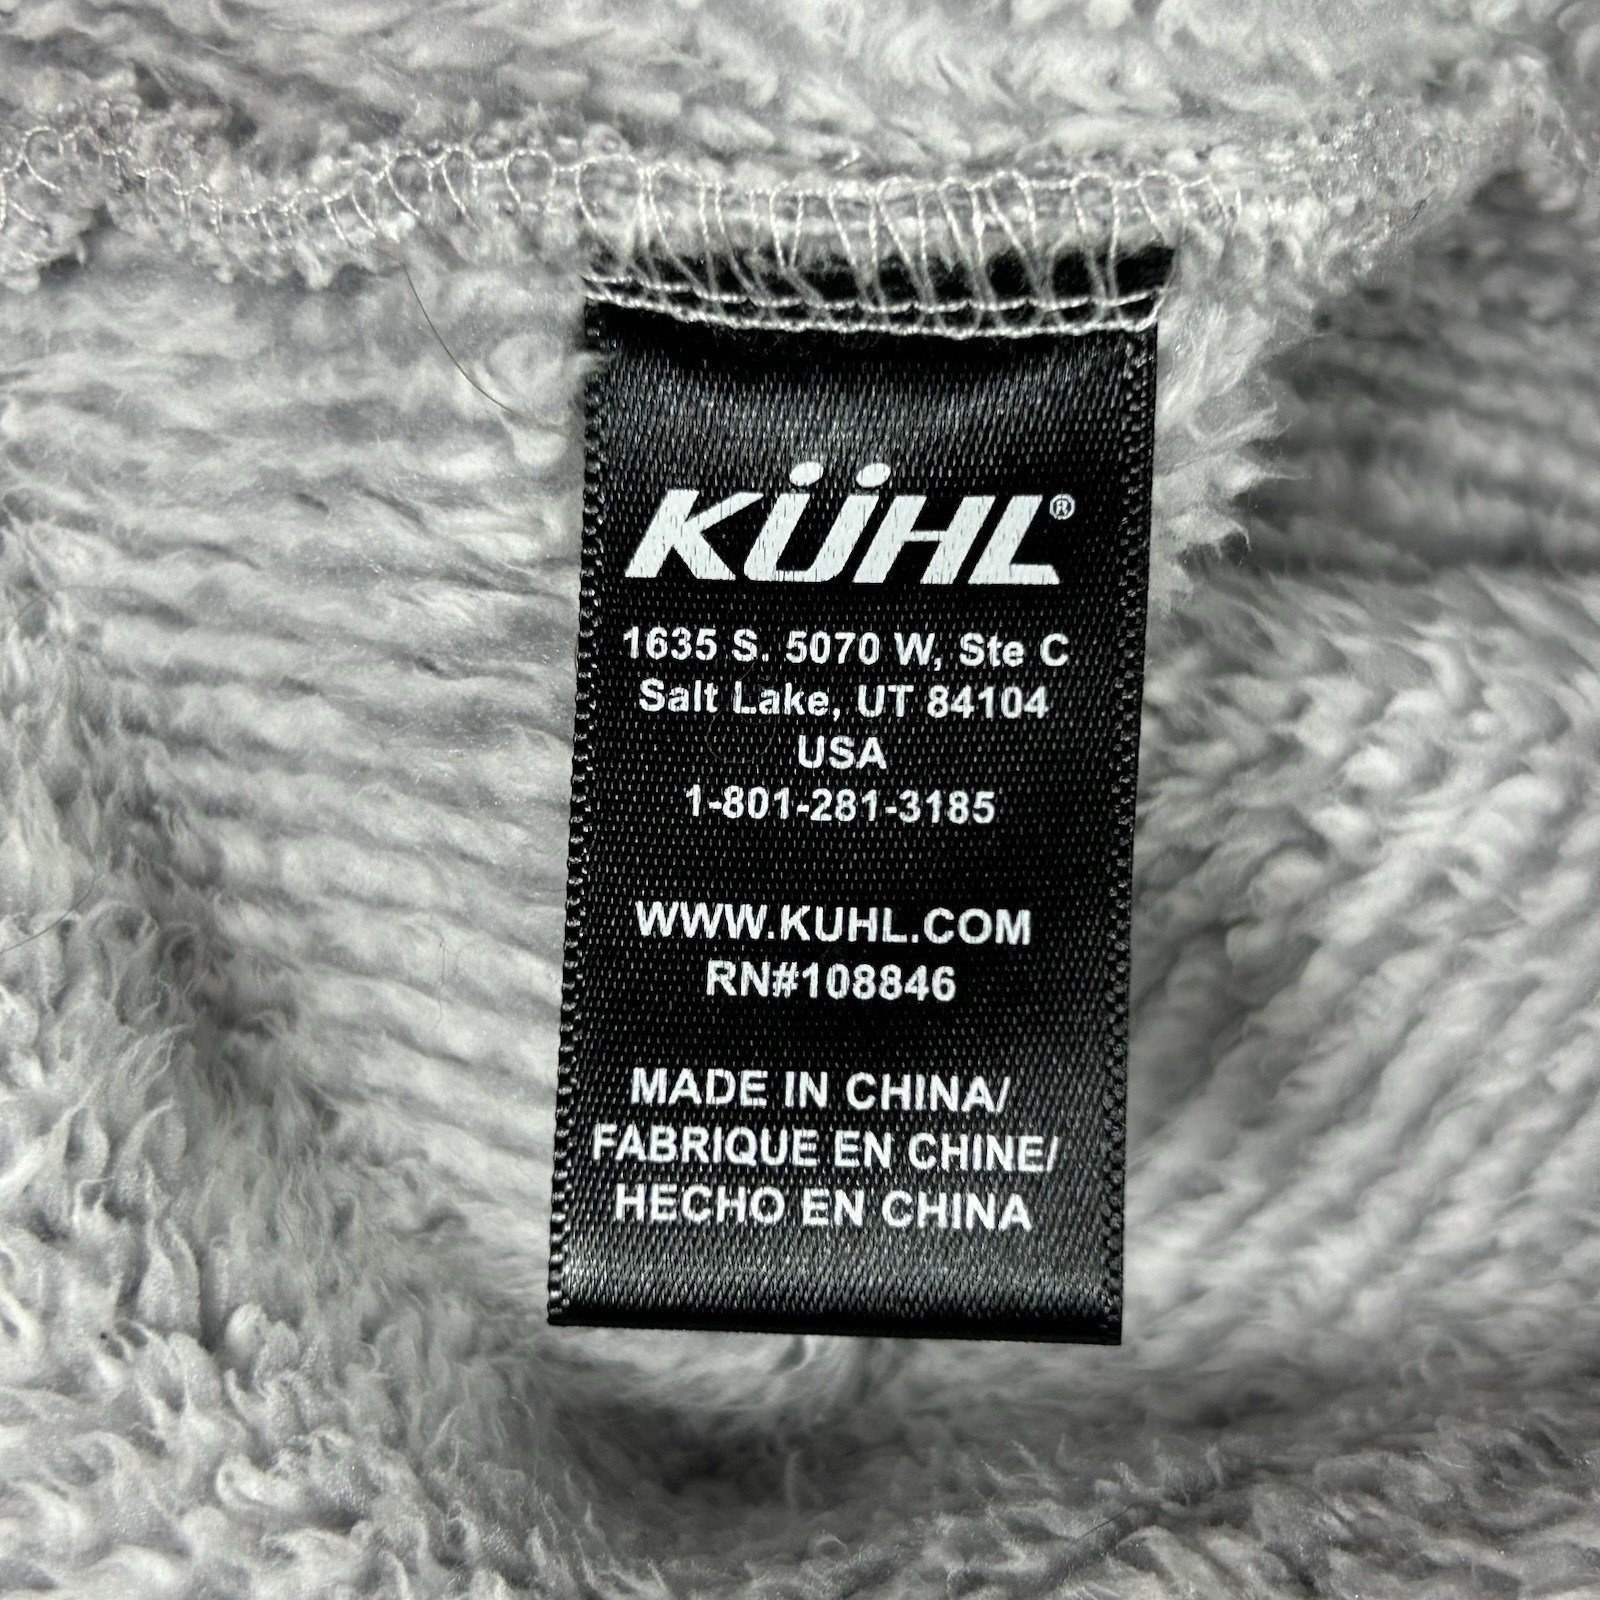 KÜHL®
1635 S. 5070 W, Ste C
Salt Lake, UT 84104
USA
1-801-281-3185
WWW.KUHL.COM
RN#108846
MADE IN CHINA/
FABRIQUE EN CHINE/
HECHO EN CHINA